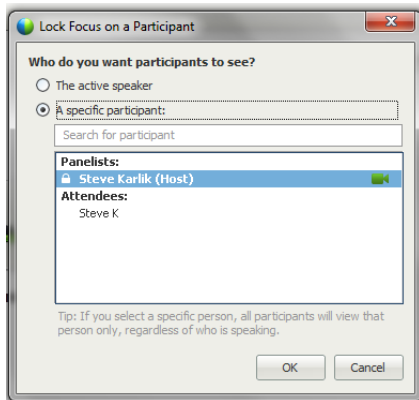 Lock Focus on a Participant
Who do you want participants to see?
The active speaker
A specific participant:
Search for participant
Panelists:
Steve Karlik (Host)
Attendees:
Steve K
Tip: If you select a specific person, all participants will view that
person only, regardless of who is speaking.
OK
Cancel